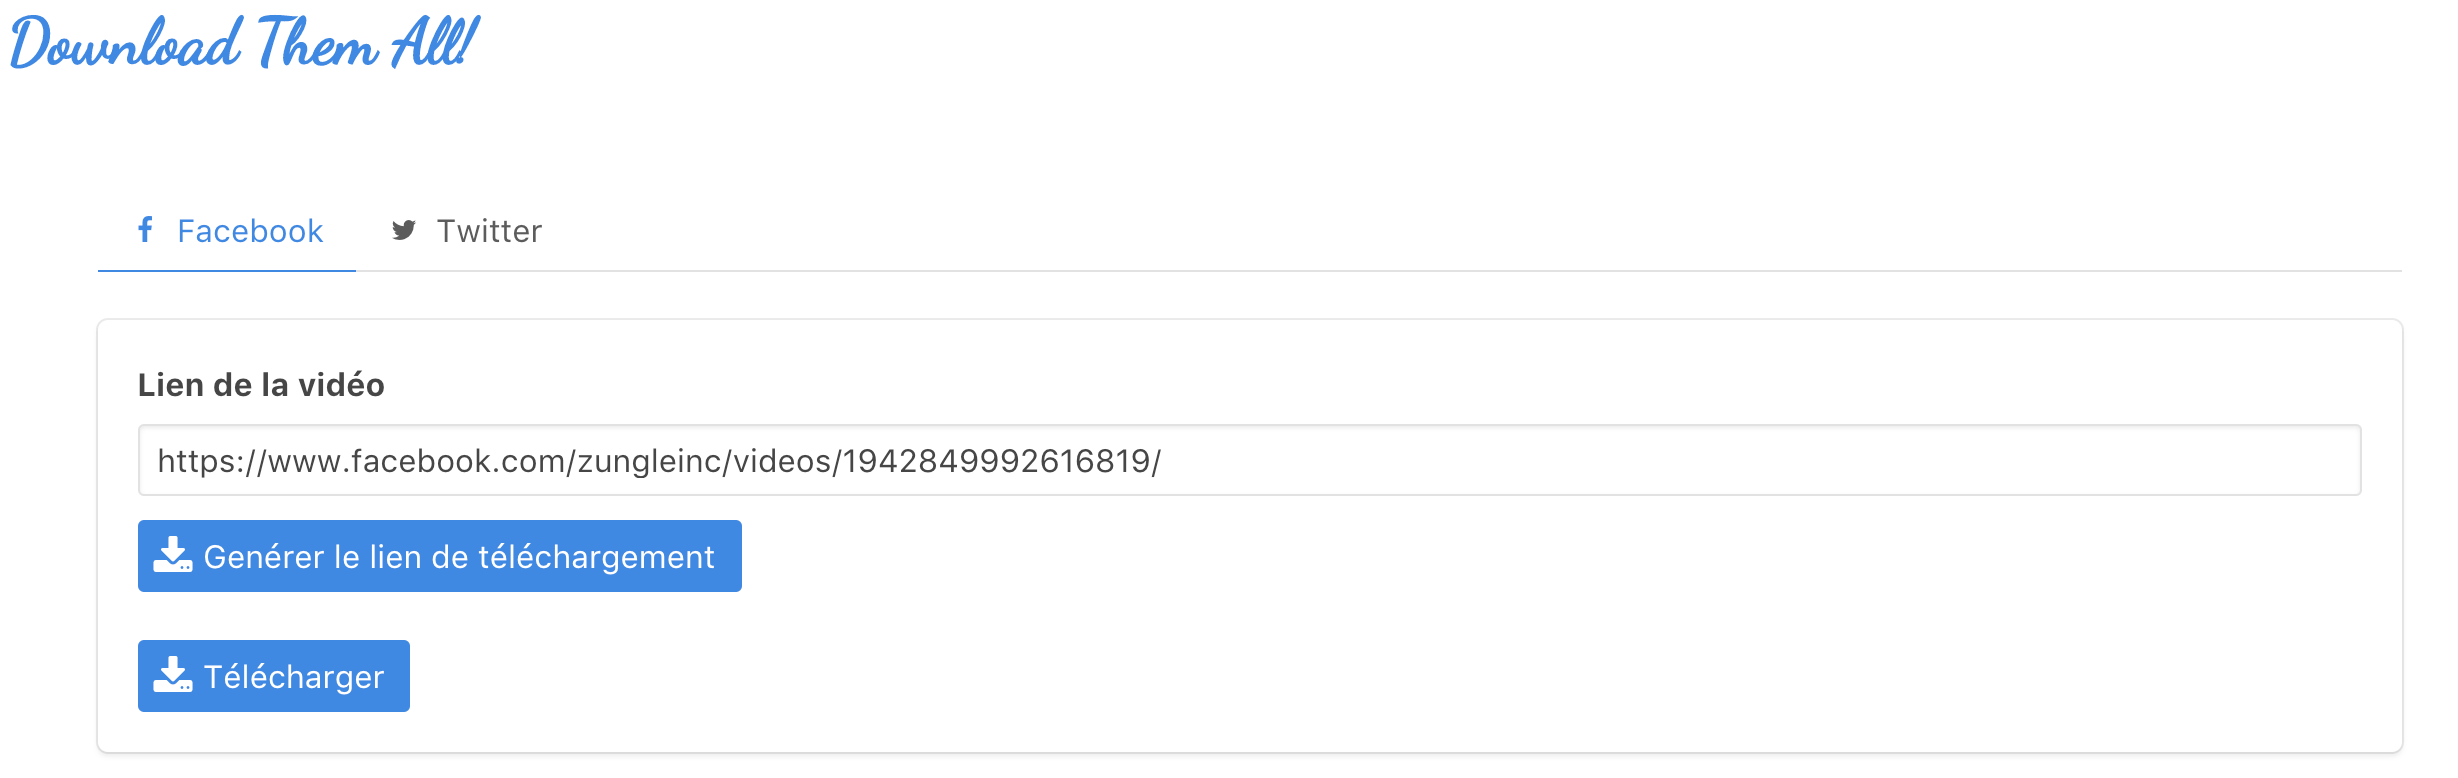 Download Them All!
Facebook Twitter
Lien de la vidéo
https://www.facebook.com/zungleinc/videos/1942849992616819/
Genérer le lien de téléchargement
Télécharger